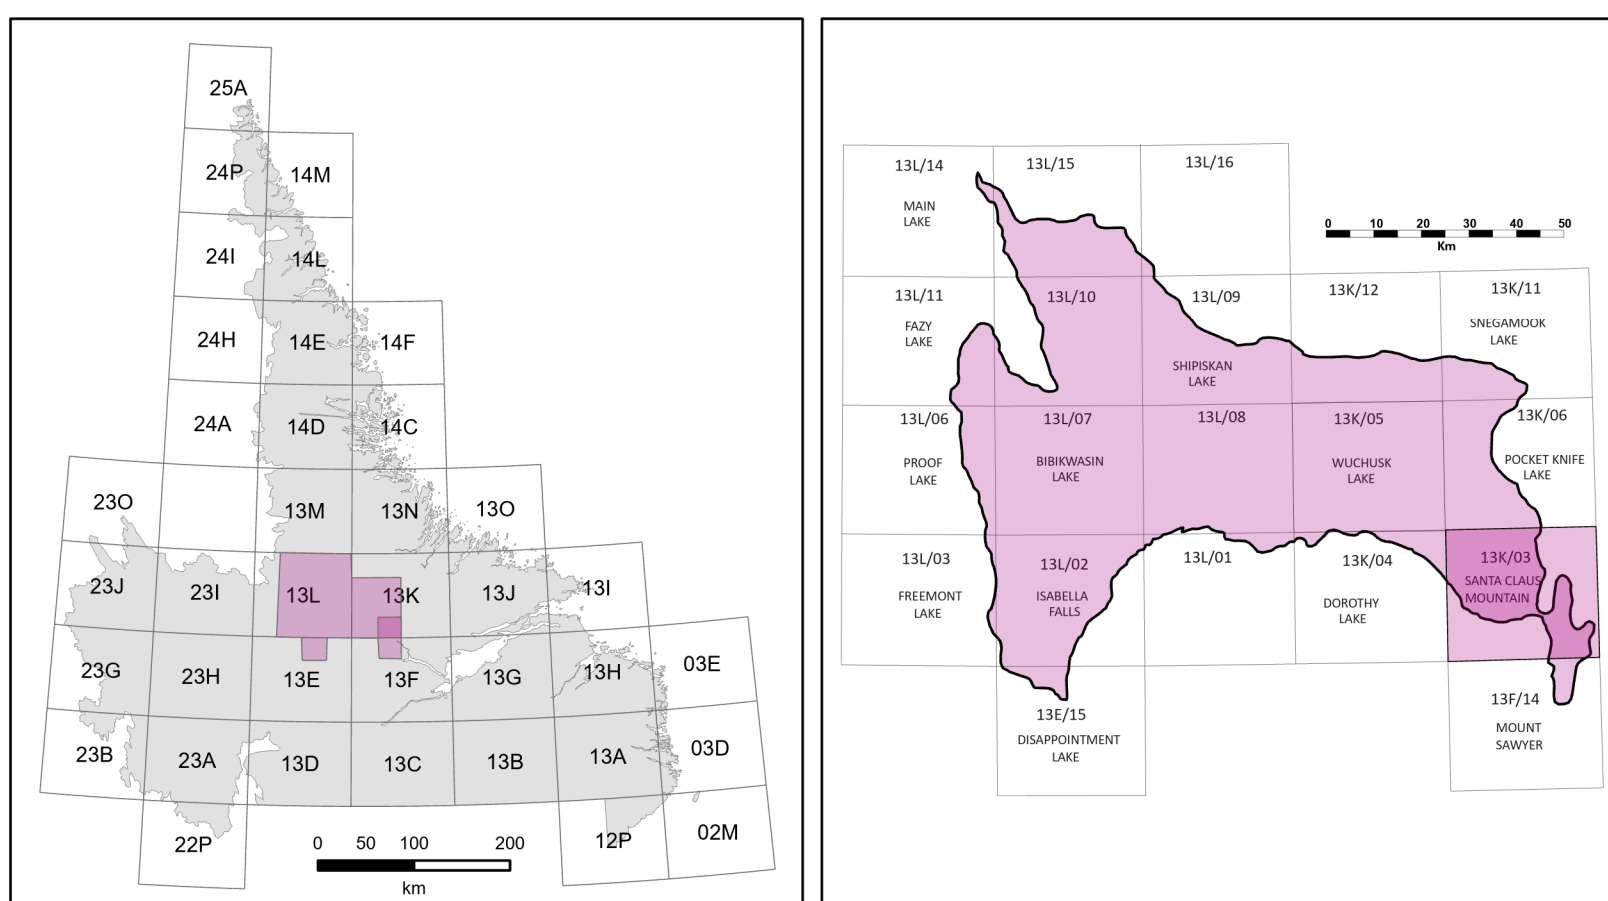 25A
24P
14M
24I
14L
24H
14E
14F
24A
14D
14C
23O
13M
13N
13O
23J
23I
13L
13K
13J
13I
23G
23H
13E
13F
13G
13H
03E
23B
23A
13D
13C
13B
13A
03D
22P
12P
02M
0 50 100 200
km
13L/14
MAIN
LAKE
13L/15
13L/16
0 10 20 30 40 50
Km
13L/11
FAZY
LAKE
13L/10
13L/09
SHIPISKAN
LAKE
13K/12
13K/11
SNEGAMOOK
LAKE
13L/06
PROOF
LAKE
13L/07
BIBIKWASIN
LAKE
13L/08
13K/05
WUCHUSK
LAKE
13K/06
POCKET KNIFE
LAKE
13L/03
FREEMONT
LAKE
13L/02
ISABELLA
FALLS
13L/01
13K/04
DOROTHY
LAKE
13K/03
SANTA CLAUS
MOUNTAIN
13E/15
DISAPPOINTMENT
LAKE
13F/14
MOUNT
SAWYER